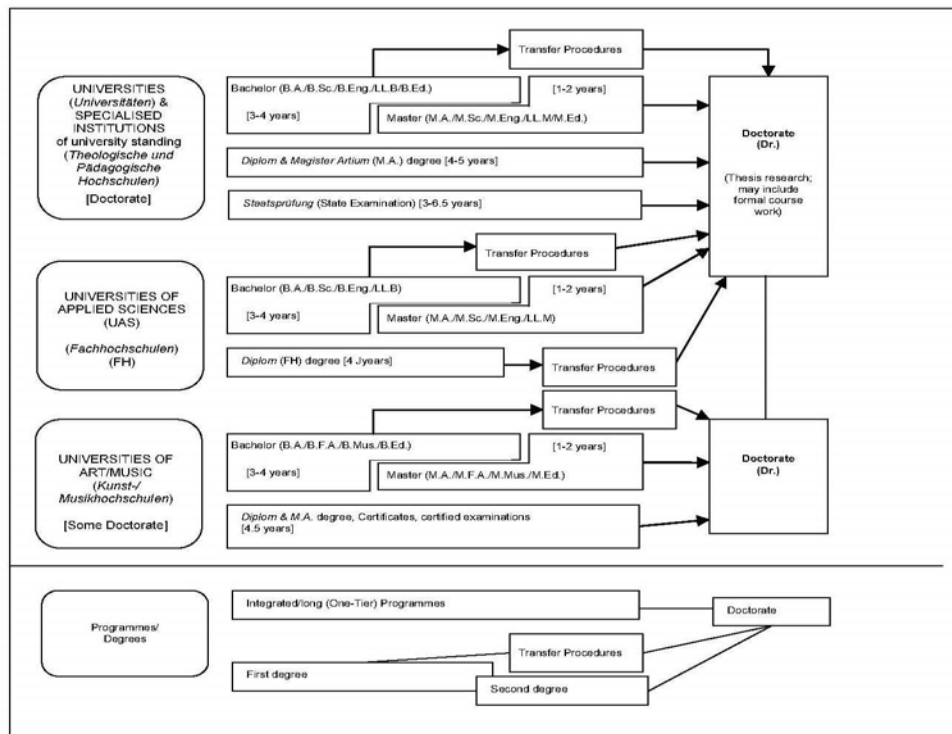 Transfer Procedures
UNIVERSITIES
(Universitäten) &
SPECIALISED
INSTITUTIONS
of university standing
(Theologische und
Pädagogische
Hochschulen)
[Doctorate]
Bachelor (B.A./B.Sc./B.Eng./LL.B/B.Ed.)
[3-4 years]
[1-2 years]
Master (M.A./M.Sc./M.Eng./LL.M/M.Ed.)
Diplom & Magister Artium (M.A.) degree [4-5 years]
Staatsprüfung (State Examination) [3-6.5 years]
Doctorate
(Dr.)
(Thesis research;
may include
formal course
work)
Transfer Procedures
UNIVERSITIES OF
APPLIED SCIENCES
(UAS)
(Fachhochschulen)
(FH)
Bachelor (B.A./B.Sc./B.Eng./LL.B)
[3-4 years]
[1-2 years]
Master (M.A./M.Sc./M.Eng./LL.M)
Diplom (FH) degree [4 Jyears]
Transfer Procedures
Transfer Procedures
UNIVERSITIES OF
ART/MUSIC
(Kunst-/
Musikhochschulen)
[Some Doctorate]
Bachelor (B.A./B.F.A./B.Mus./B.Ed.)
[3-4 years]
[1-2 years]
Master (M.A./M.F.A./M.Mus./M.Ed.)
Diplom & M.A. degree, Certificates, certified examinations
[4.5 years]
Doctorate
(Dr.)
Programmes/
Degrees
Integrated/long (One-Tier) Programmes
Doctorate
Transfer Procedures
First degree
Second degree